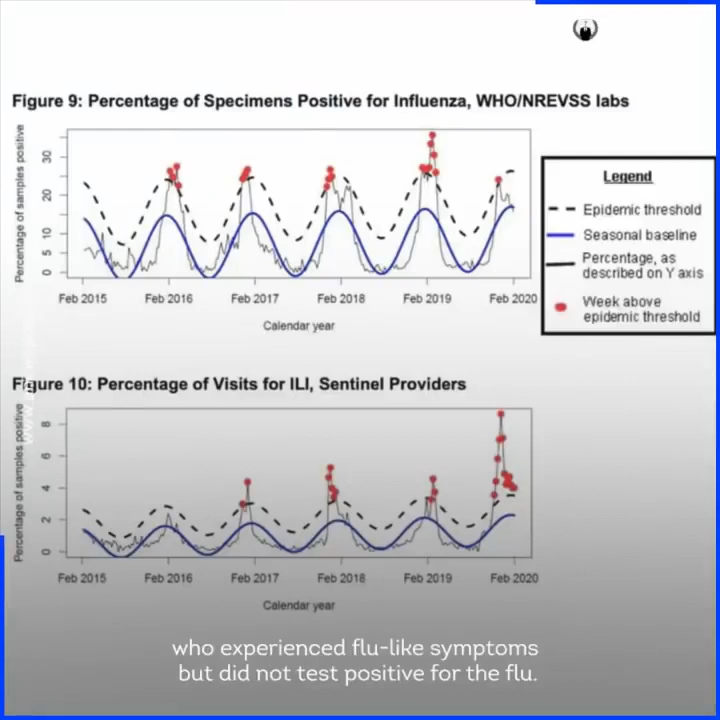 Figure 9: Percentage of Specimens Positive for Influenza, WHO/NREVSS labs
Percentage of samples positive
30
20
10
5
0
Feb 2015
Feb 2016
Feb 2017
Feb 2018
Feb 2019
Feb 2020
Calendar year
Legend
Epidemic threshold
Seasonal baseline
Percentage, as
described on Y axis
Week above
epidemic threshold
Figure 10: Percentage of Visits for ILI, Sentinel Providers
Percentage of samples positive
8
6
4
2
0
Feb 2015
Feb 2016
Feb 2017
Feb 2018
Feb 2019
Feb 2020
Calendar year
who experienced flu-like symptoms
but did not test positive for the flu.